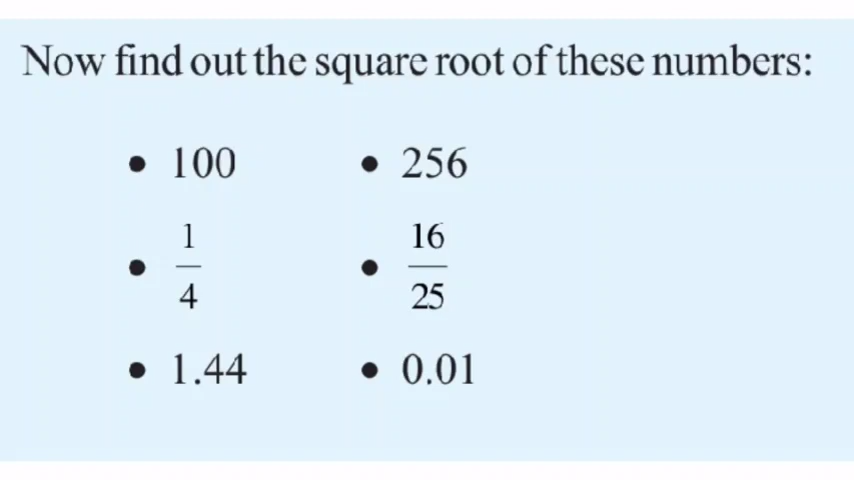 Now find out the square root of these numbers:
• 100 • 256
• 1/4 • 16/25
• 1.44 • 0.01